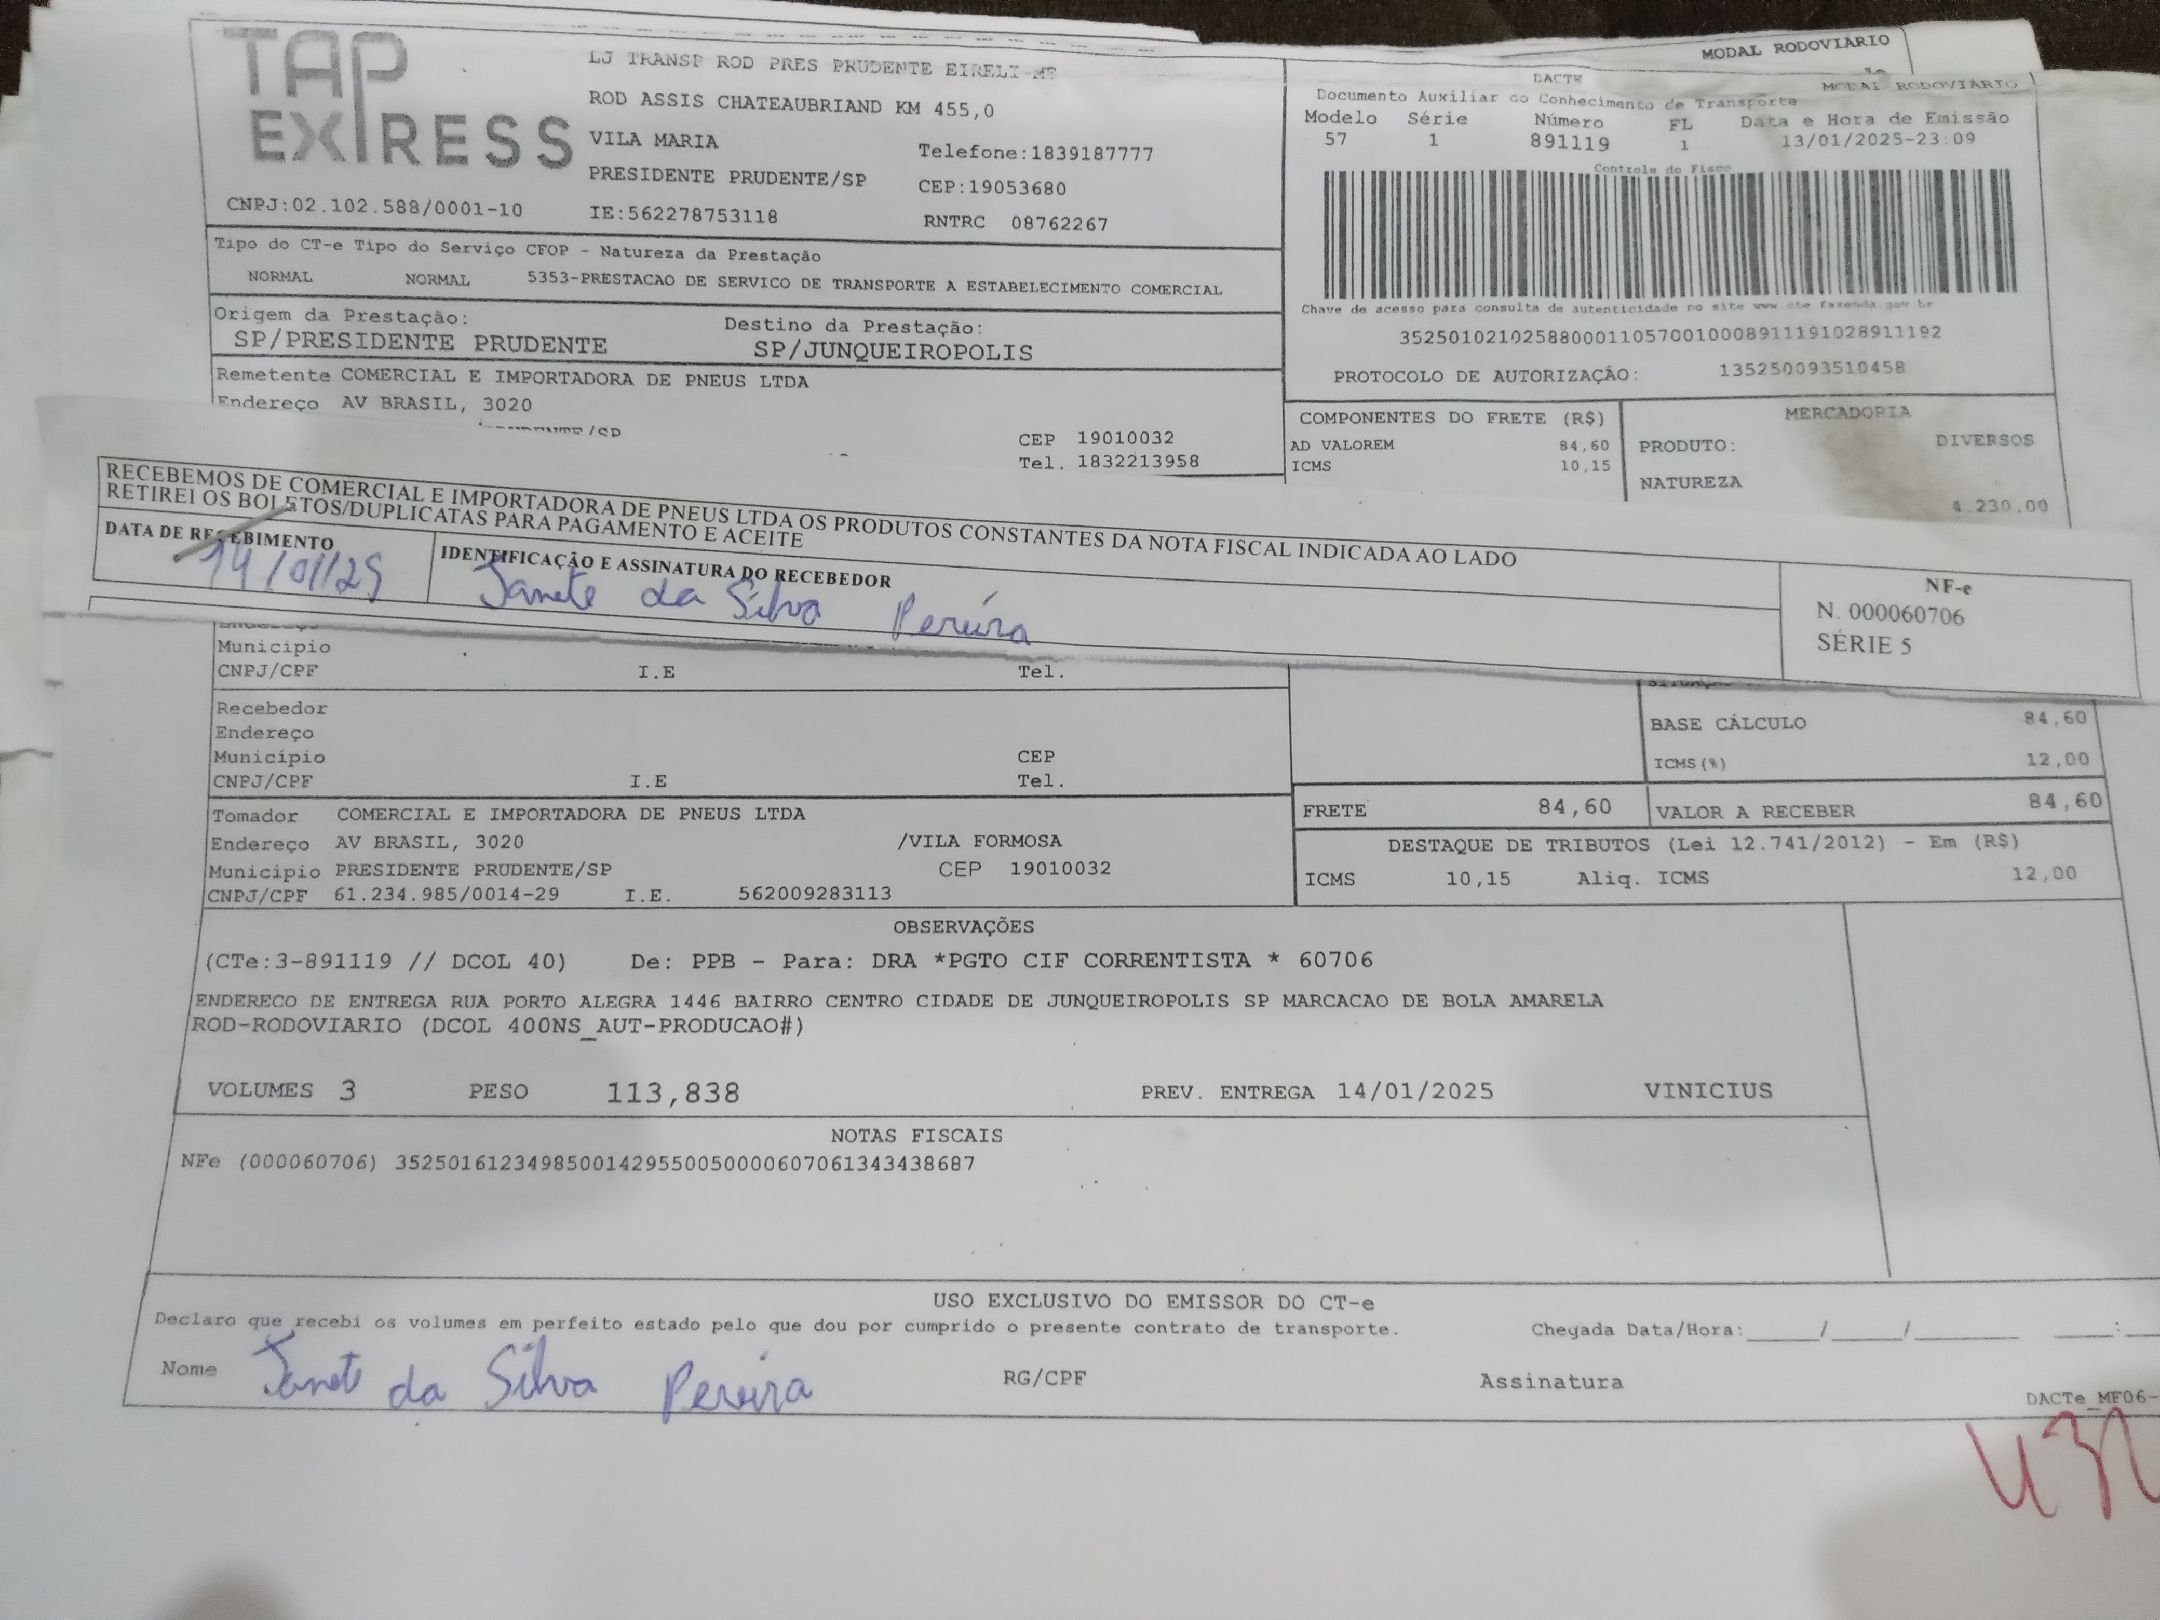 MODAL RODOVIARIO
TAP EXPRESS
CNPJ:02.102.588/0001-10
LJ TRANSP ROD PRES PRUDENTE EIRELI-ME
ROD ASSIS CHATEAUBRIAND KM 455,0
VILA MARIA
Telefone:1839187777
PRESIDENTE PRUDENTE/SP CEP:19053680
IE:562278753118 RNTRC 08762267
DACTE MODAL RODOVIÁRIO
Documento Auxiliar do Conhecimento de Transporte
Modelo Série Número FL Data e Hora de Emissão
57 1 891119 1 13/01/2025-23:09
Controle do Fisco
Chave de acesso para consulta de autenticidade no site www cte fazenda gov br
35250102102588000110570010008911191028911192
PROTOCOLO DE AUTORIZAÇÃO: 135250093510458
Tipo do CT-e Tipo do Serviço CFOP - Natureza da Prestação
NORMAL NORMAL 5353-PRESTACAO DE SERVICO DE TRANSPORTE A ESTABELECIMENTO COMERCIAL
Origem da Prestação: Destino da Prestação:
SP/PRESIDENTE PRUDENTE SP/JUNQUEIROPOLIS
Remetente COMERCIAL E IMPORTADORA DE PNEUS LTDA
Endereço AV BRASIL, 3020
CEP 19010032
Tel. 1832213958
COMPONENTES DO FRETE (R$)
AD VALOREM 84,60
ICMS 10,15
MERCADORIA
PRODUTO: DIVERSOS
NATUREZA
4.230,00
RECEBEMOS DE COMERCIAL E IMPORTADORA DE PNEUS LTDA OS PRODUTOS CONSTANTES DA NOTA FISCAL INDICADA AO LADO
RETIREI OS BOLETOS/DUPLICATAS PARA PAGAMENTO E ACEITE
DATA DE RECEBIMENTO
14/01/25
IDENTIFICAÇÃO E ASSINATURA DO RECEBEDOR
Janete da Silva Pereira
NF-e
N. 000060706
SÉRIE 5
Município
CNPJ/CPF I.E Tel.
Recebedor
Endereço
Município CEP
CNPJ/CPF I.E Tel.
BASE CÁLCULO 84,60
ICMS(%) 12,00
Tomador COMERCIAL E IMPORTADORA DE PNEUS LTDA
Endereço AV BRASIL, 3020 /VILA FORMOSA
Município PRESIDENTE PRUDENTE/SP CEP 19010032
CNPJ/CPF 61.234.985/0014-29 I.E. 562009283113
FRETE 84,60 VALOR A RECEBER 84,60
DESTAQUE DE TRIBUTOS (Lei 12.741/2012) - Em (R$)
ICMS 10,15 Aliq. ICMS 12,00
OBSERVAÇÕES
(CTe:3-891119 // DCOL 40) De: PPB - Para: DRA *PGTO CIF CORRENTISTA * 60706
ENDERECO DE ENTREGA RUA PORTO ALEGRA 1446 BAIRRO CENTRO CIDADE DE JUNQUEIROPOLIS SP MARCACAO DE BOLA AMARELA
ROD-RODOVIARIO (DCOL 400NS_AUT-PRODUCAO#)
VOLUMES 3 PESO 113,838 PREV. ENTREGA 14/01/2025 VINICIUS
NOTAS FISCAIS
NFe (000060706) 35250161234985001429550050000607061343438687
USO EXCLUSIVO DO EMISSOR DO CT-e
Declaro que recebi os volumes em perfeito estado pelo que dou por cumprido o presente contrato de transporte. Chegada Data/Hora:_____/_____/_______ ____:___
Nome Janete da Silva Pereira RG/CPF Assinatura
DACTe_MF06-